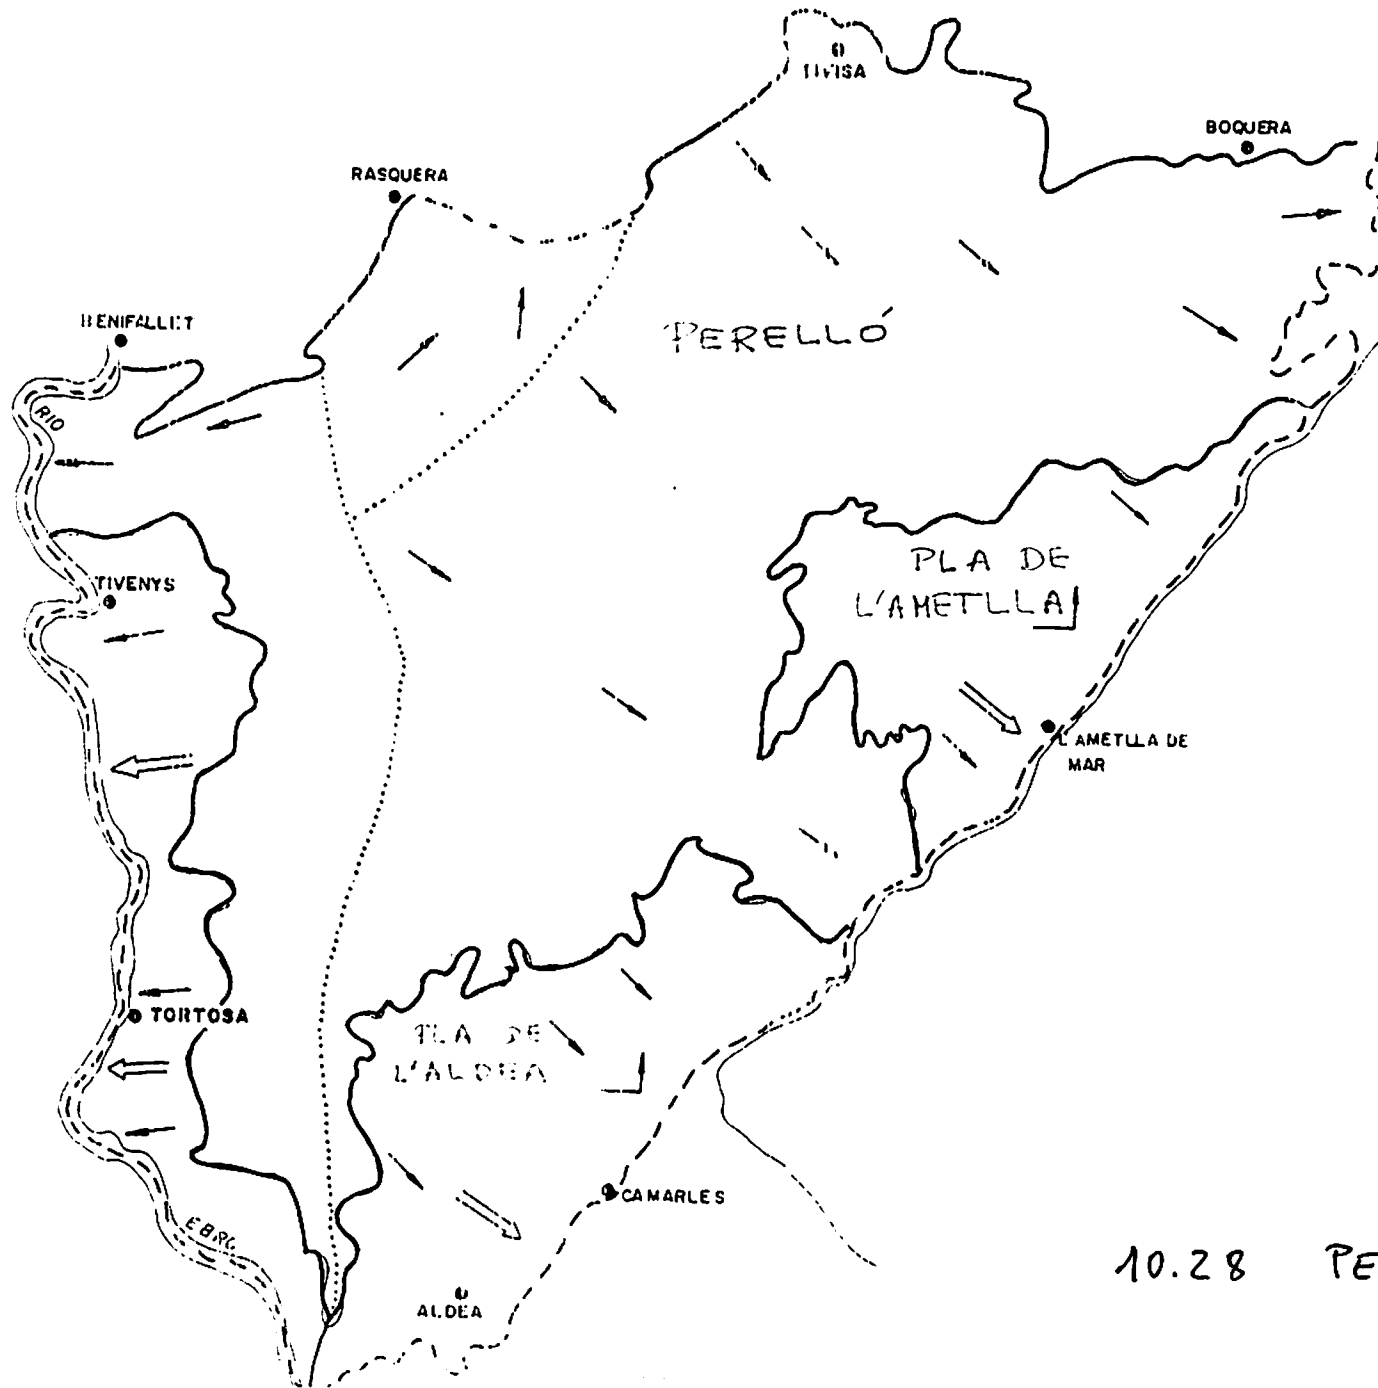 TIVISA
BOQUERA
RASQUERA
BENIFALLET
PERELLÓ
RIO
PLA DE
L'AMETLLA
TIVENYS
L'AMETLLA DE
MAR
TORTOSA
PLA DE
L'ALDEA
CAMARLES
EBRO
10.28 PE
ALDEA